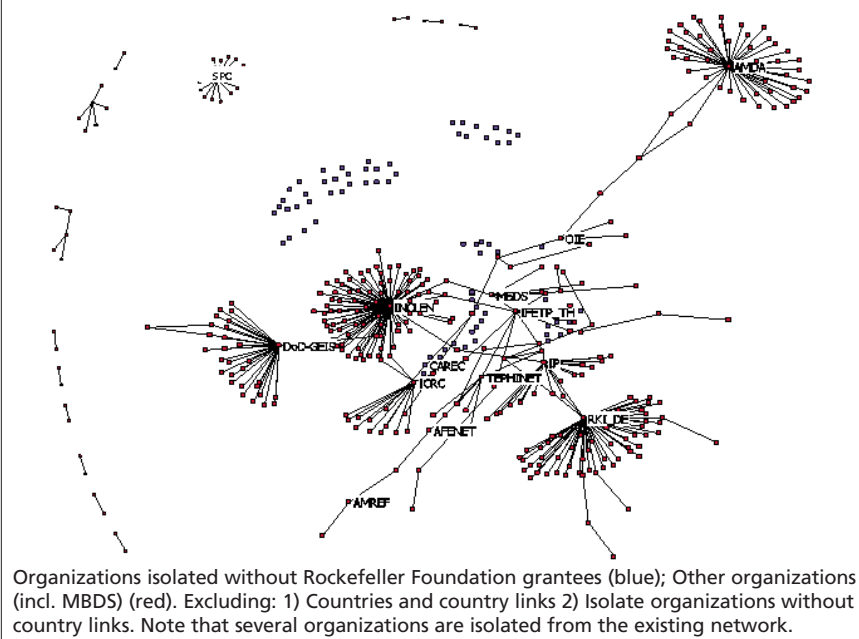 AMDA
SPC
OIE
MBDS
INCLEN
IFETP_TH
DoD-GEIS
CAREC
IP
ICRC
TEPHINET
RKI_DE
AFENET
AMREF
Organizations isolated without Rockefeller Foundation grantees (blue); Other organizations
(incl. MBDS) (red). Excluding: 1) Countries and country links 2) Isolate organizations without
country links. Note that several organizations are isolated from the existing network.